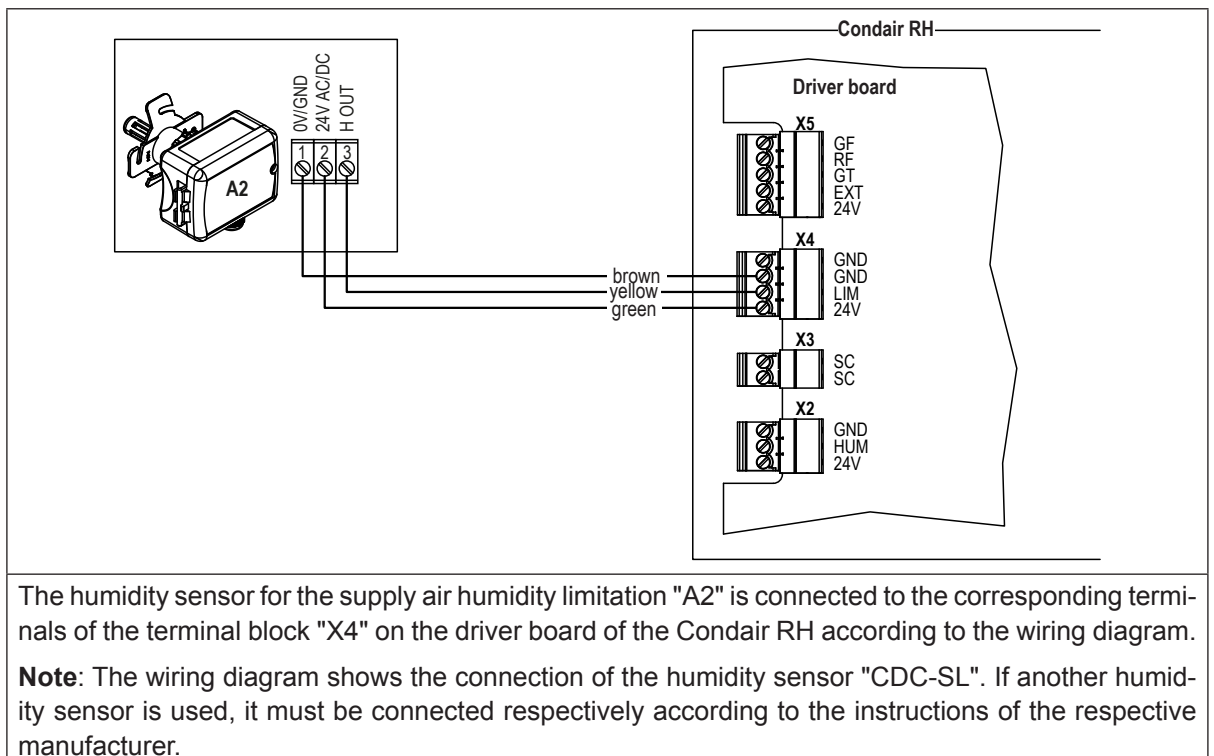 Condair RH
Driver board
0V/GND
24V AC/DC
H OUT
1 2 3
A2
X5
GF
RF
GT
EXT
24V
X4
GND
GND
LIM
24V
brown
yellow
green
X3
SC
SC
X2
GND
HUM
24V
The humidity sensor for the supply air humidity limitation "A2" is connected to the corresponding termi-
nals of the terminal block "X4" on the driver board of the Condair RH according to the wiring diagram.
Note: The wiring diagram shows the connection of the humidity sensor "CDC-SL". If another humid-
ity sensor is used, it must be connected respectively according to the instructions of the respective
manufacturer.